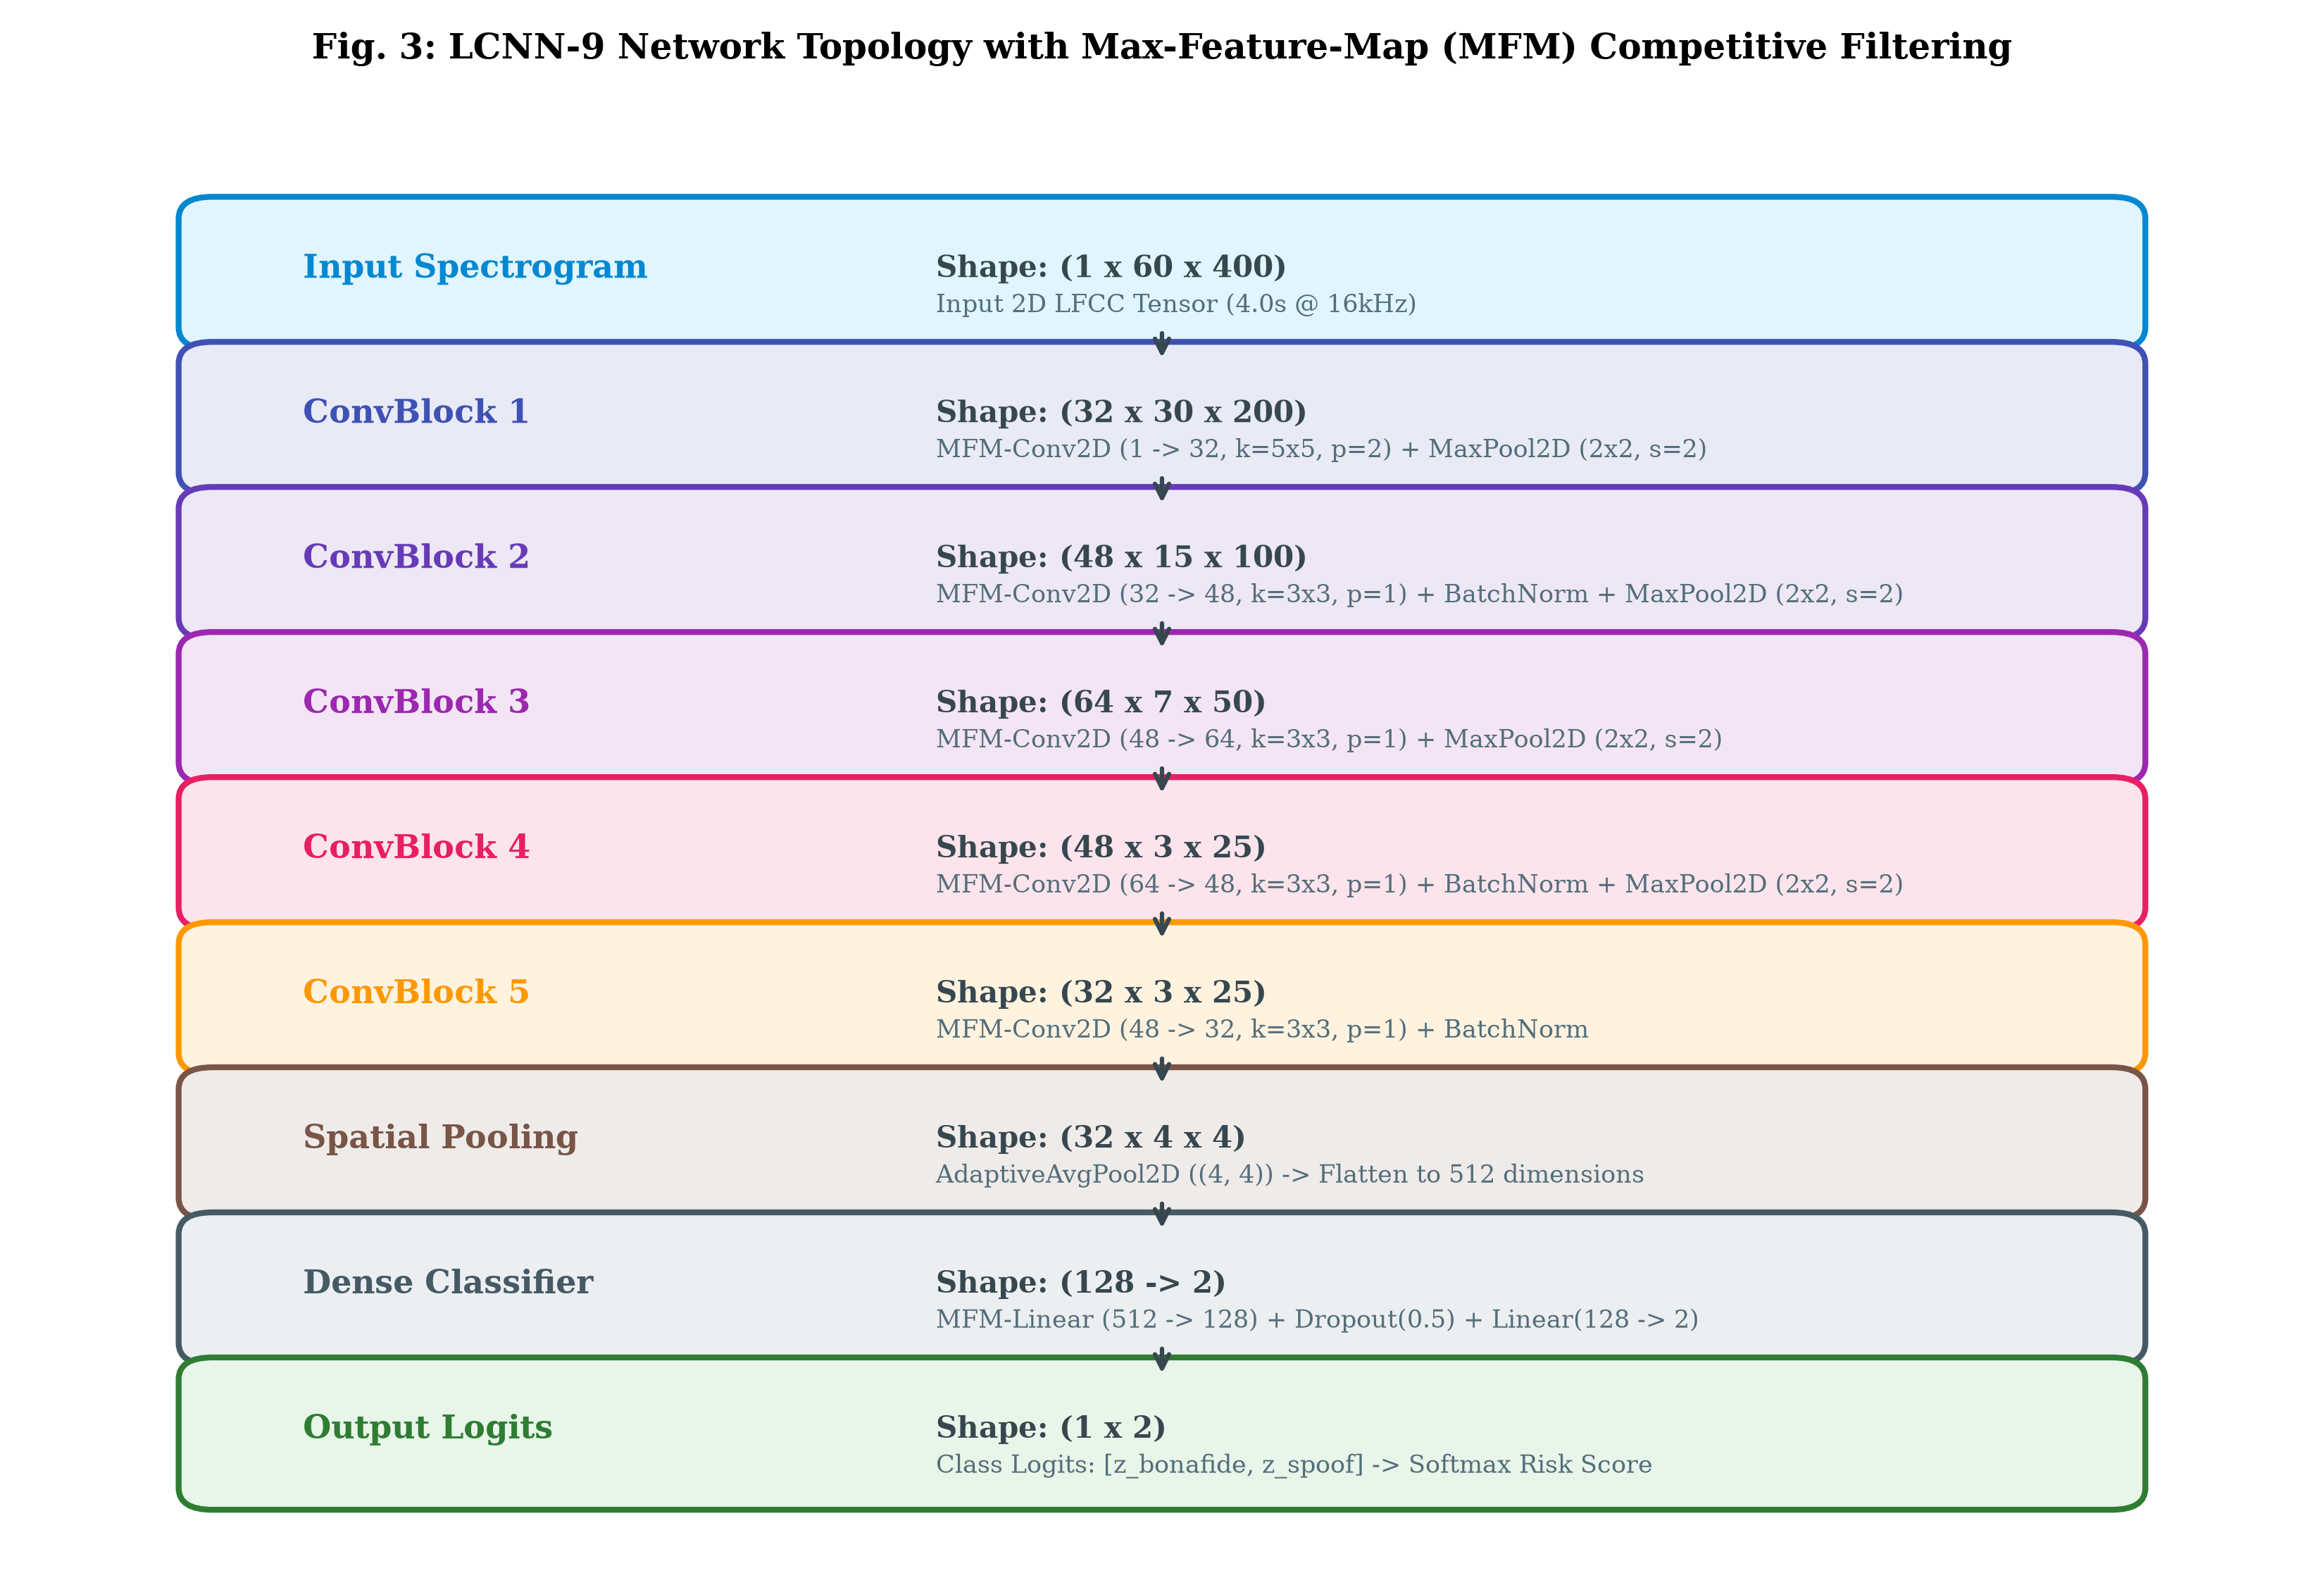 Fig. 3: LCNN-9 Network Topology with Max-Feature-Map (MFM) Competitive Filtering
Input Spectrogram
Shape: (1 x 60 x 400)
Input 2D LFCC Tensor (4.0s @ 16kHz)
ConvBlock 1
Shape: (32 x 30 x 200)
MFM-Conv2D (1 -> 32, k=5x5, p=2) + MaxPool2D (2x2, s=2)
ConvBlock 2
Shape: (48 x 15 x 100)
MFM-Conv2D (32 -> 48, k=3x3, p=1) + BatchNorm + MaxPool2D (2x2, s=2)
ConvBlock 3
Shape: (64 x 7 x 50)
MFM-Conv2D (48 -> 64, k=3x3, p=1) + MaxPool2D (2x2, s=2)
ConvBlock 4
Shape: (48 x 3 x 25)
MFM-Conv2D (64 -> 48, k=3x3, p=1) + BatchNorm + MaxPool2D (2x2, s=2)
ConvBlock 5
Shape: (32 x 3 x 25)
MFM-Conv2D (48 -> 32, k=3x3, p=1) + BatchNorm
Spatial Pooling
Shape: (32 x 4 x 4)
AdaptiveAvgPool2D ((4, 4)) -> Flatten to 512 dimensions
Dense Classifier
Shape: (128 -> 2)
MFM-Linear (512 -> 128) + Dropout(0.5) + Linear(128 -> 2)
Output Logits
Shape: (1 x 2)
Class Logits: [z_bonafide, z_spoof] -> Softmax Risk Score